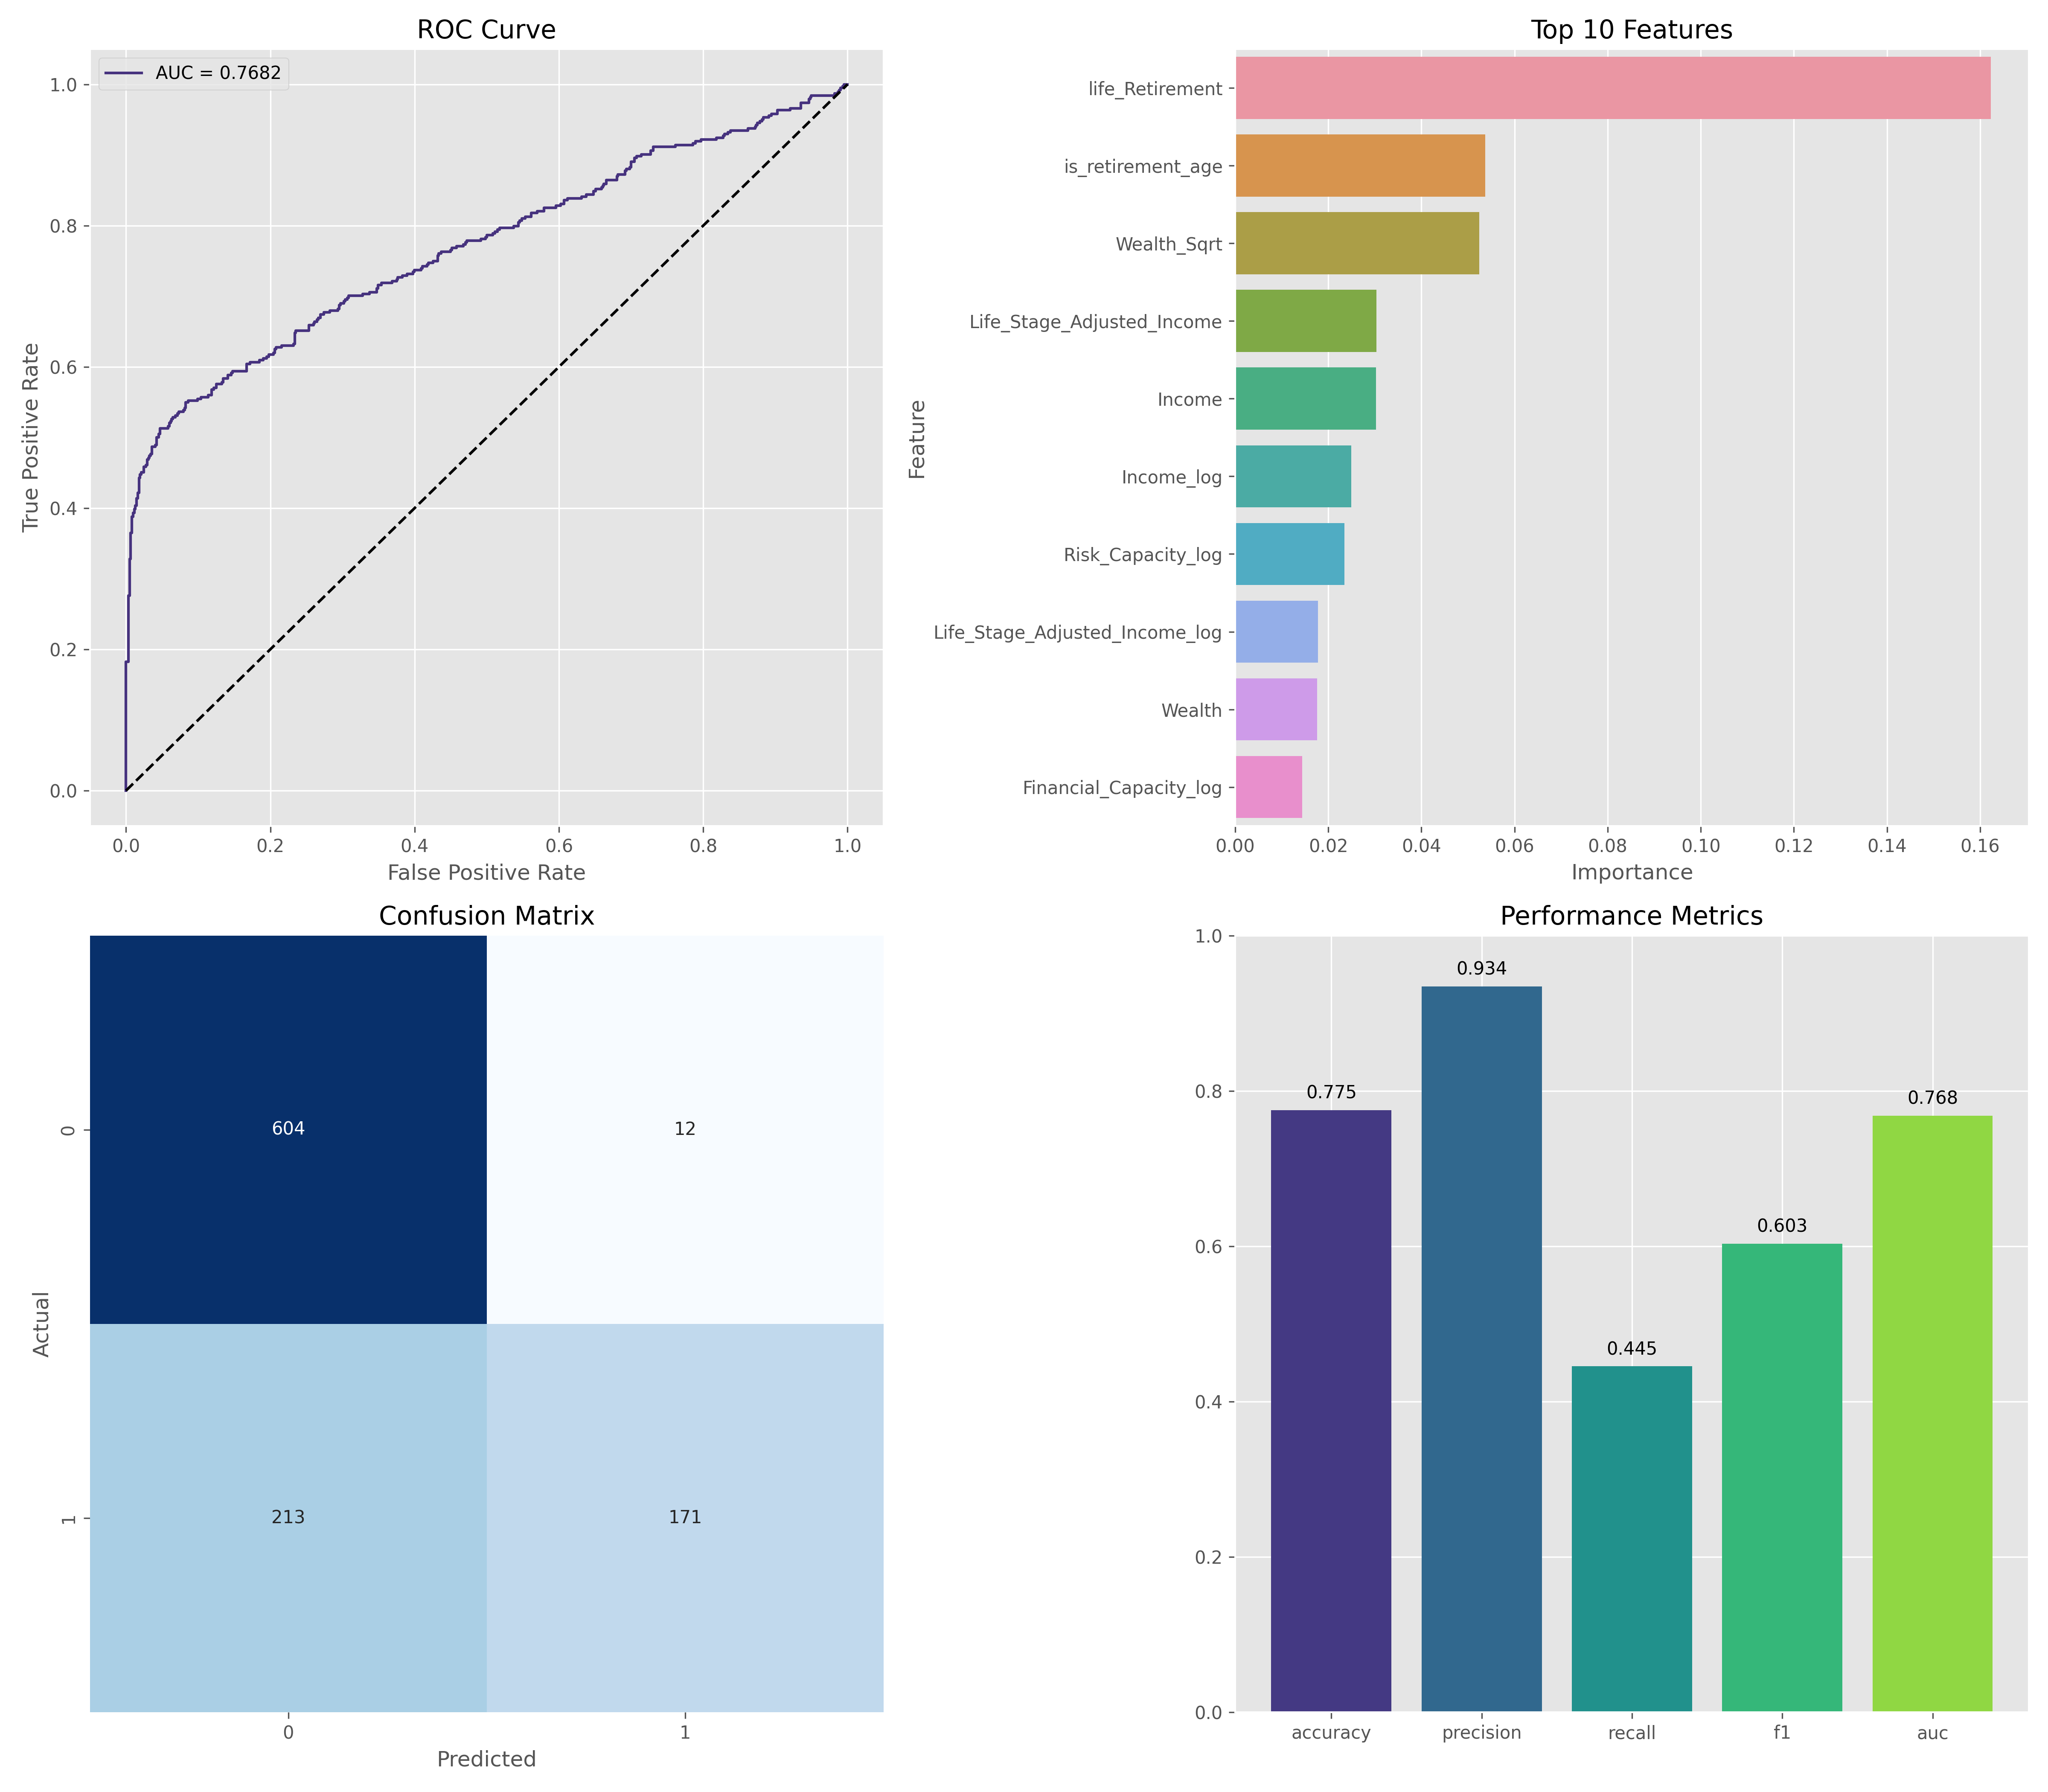 ROC Curve
AUC = 0.7682
1.0
0.8
0.6
0.4
0.2
0.0
True Positive Rate
0.0 0.2 0.4 0.6 0.8 1.0
False Positive Rate
Top 10 Features
Feature
life_Retirement
is_retirement_age
Wealth_Sqrt
Life_Stage_Adjusted_Income
Income
Income_log
Risk_Capacity_log
Life_Stage_Adjusted_Income_log
Wealth
Financial_Capacity_log
0.00 0.02 0.04 0.06 0.08 0.10 0.12 0.14 0.16
Importance
Confusion Matrix
Actual
0
604 12
1
213 171
0 1
Predicted
Performance Metrics
1.0
0.8
0.6
0.4
0.2
0.0
0.775
0.934
0.445
0.603
0.768
accuracy precision recall f1 auc